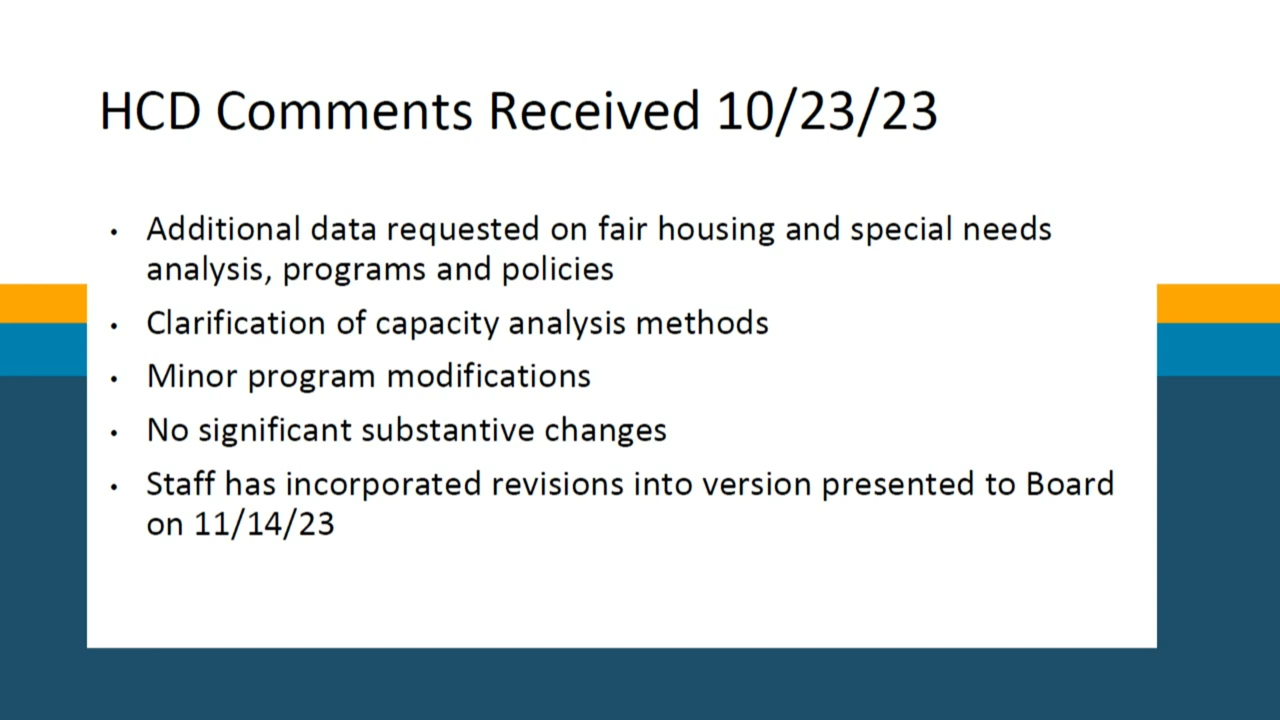 HCD Comments Received 10/23/23
• Additional data requested on fair housing and special needs
analysis, programs and policies
• Clarification of capacity analysis methods
• Minor program modifications
• No significant substantive changes
• Staff has incorporated revisions into version presented to Board
on 11/14/23